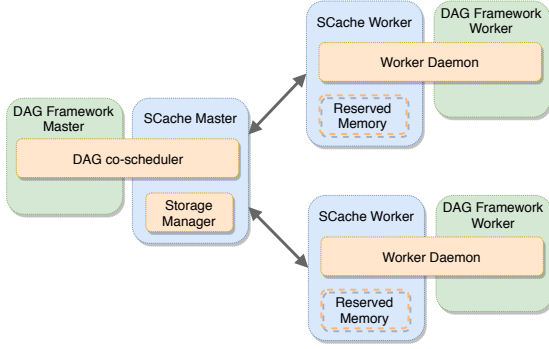 SCache Worker
DAG Framework
Worker
Worker Daemon
Reserved
Memory
DAG Framework
Master
SCache Master
DAG co-scheduler
Storage
Manager
SCache Worker
DAG Framework
Worker
Worker Daemon
Reserved
Memory